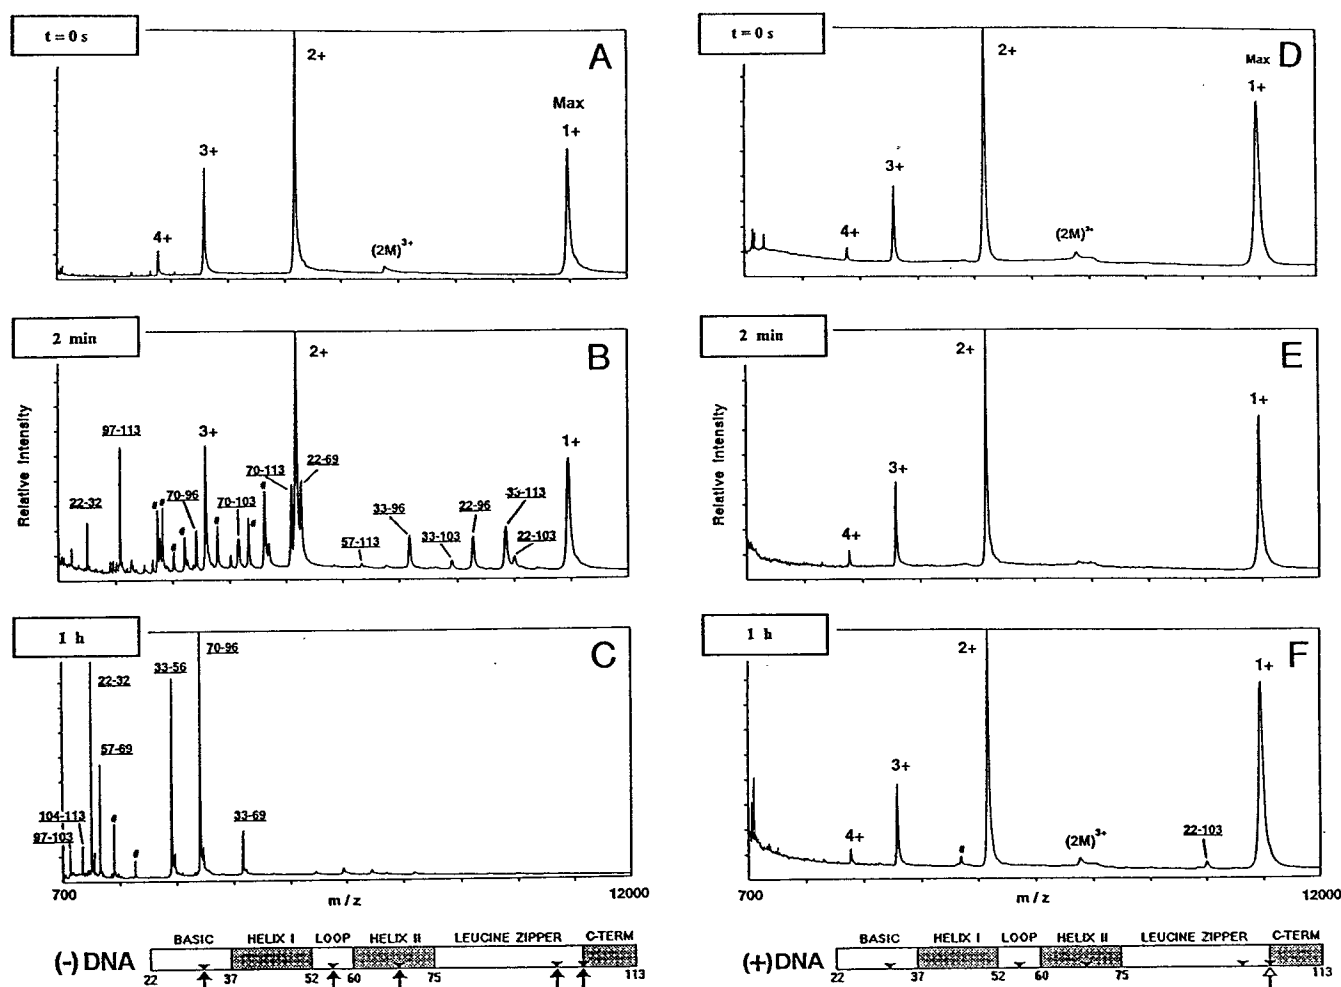 t = 0 s
A
2+
Max
1+
3+
4+
(2M)3+
2 min
B
2+
Relative Intensity
97-113
3+
1+
70-113
22-69
22-32
#
#
70-96
70-103
#
33-96
22-96
33-113
#
#
#
#
57-113
33-103
22-103
1 h
70-96
C
22-32
33-56
57-69
104-113
#
33-69
97-103
#
700
m / z
12000
BASIC
HELIX I
LOOP
HELIX II
LEUCINE ZIPPER
C-TERM
(-) DNA
22
37
52
60
75
113
t = 0 s
D
2+
Max
1+
3+
4+
(2M)3+
2 min
E
2+
Relative Intensity
1+
3+
4+
1 h
F
2+
1+
3+
4+
#
(2M)3+
22-103
700
m / z
12000
BASIC
HELIX I
LOOP
HELIX II
LEUCINE ZIPPER
C-TERM
(+) DNA
22
37
52
60
75
113